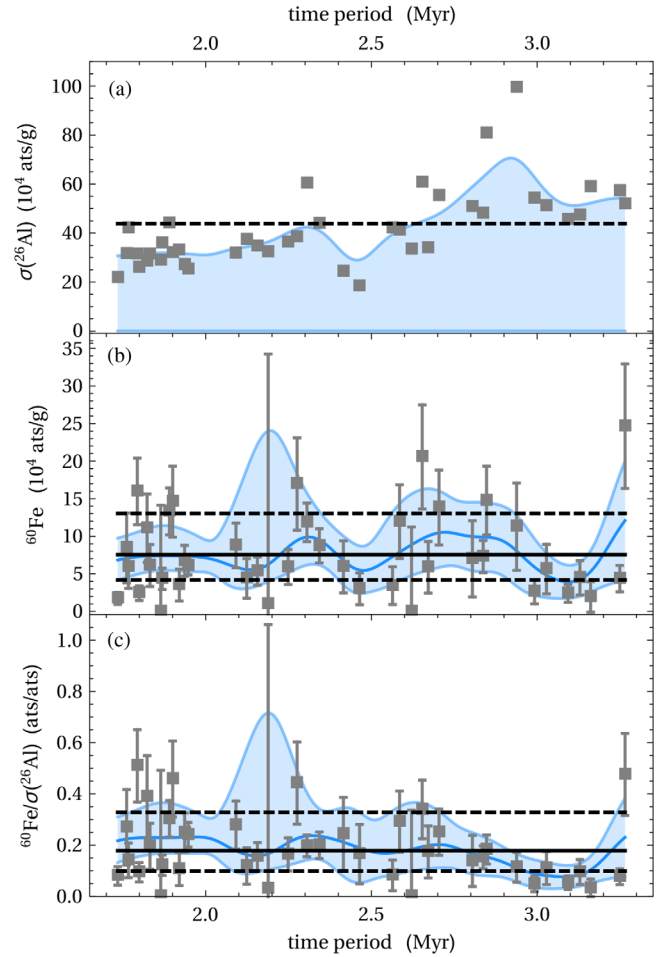 time period (Myr)
2.0 2.5 3.0
(a)
100
80
60
40
20
0
σ(²⁶Al) (10⁴ ats/g)
(b)
35
30
25
20
15
10
5
0
⁶⁰Fe (10⁴ ats/g)
(c)
1.0
0.8
0.6
0.4
0.2
0.0
⁶⁰Fe/σ(²⁶Al) (ats/ats)
2.0 2.5 3.0
time period (Myr)